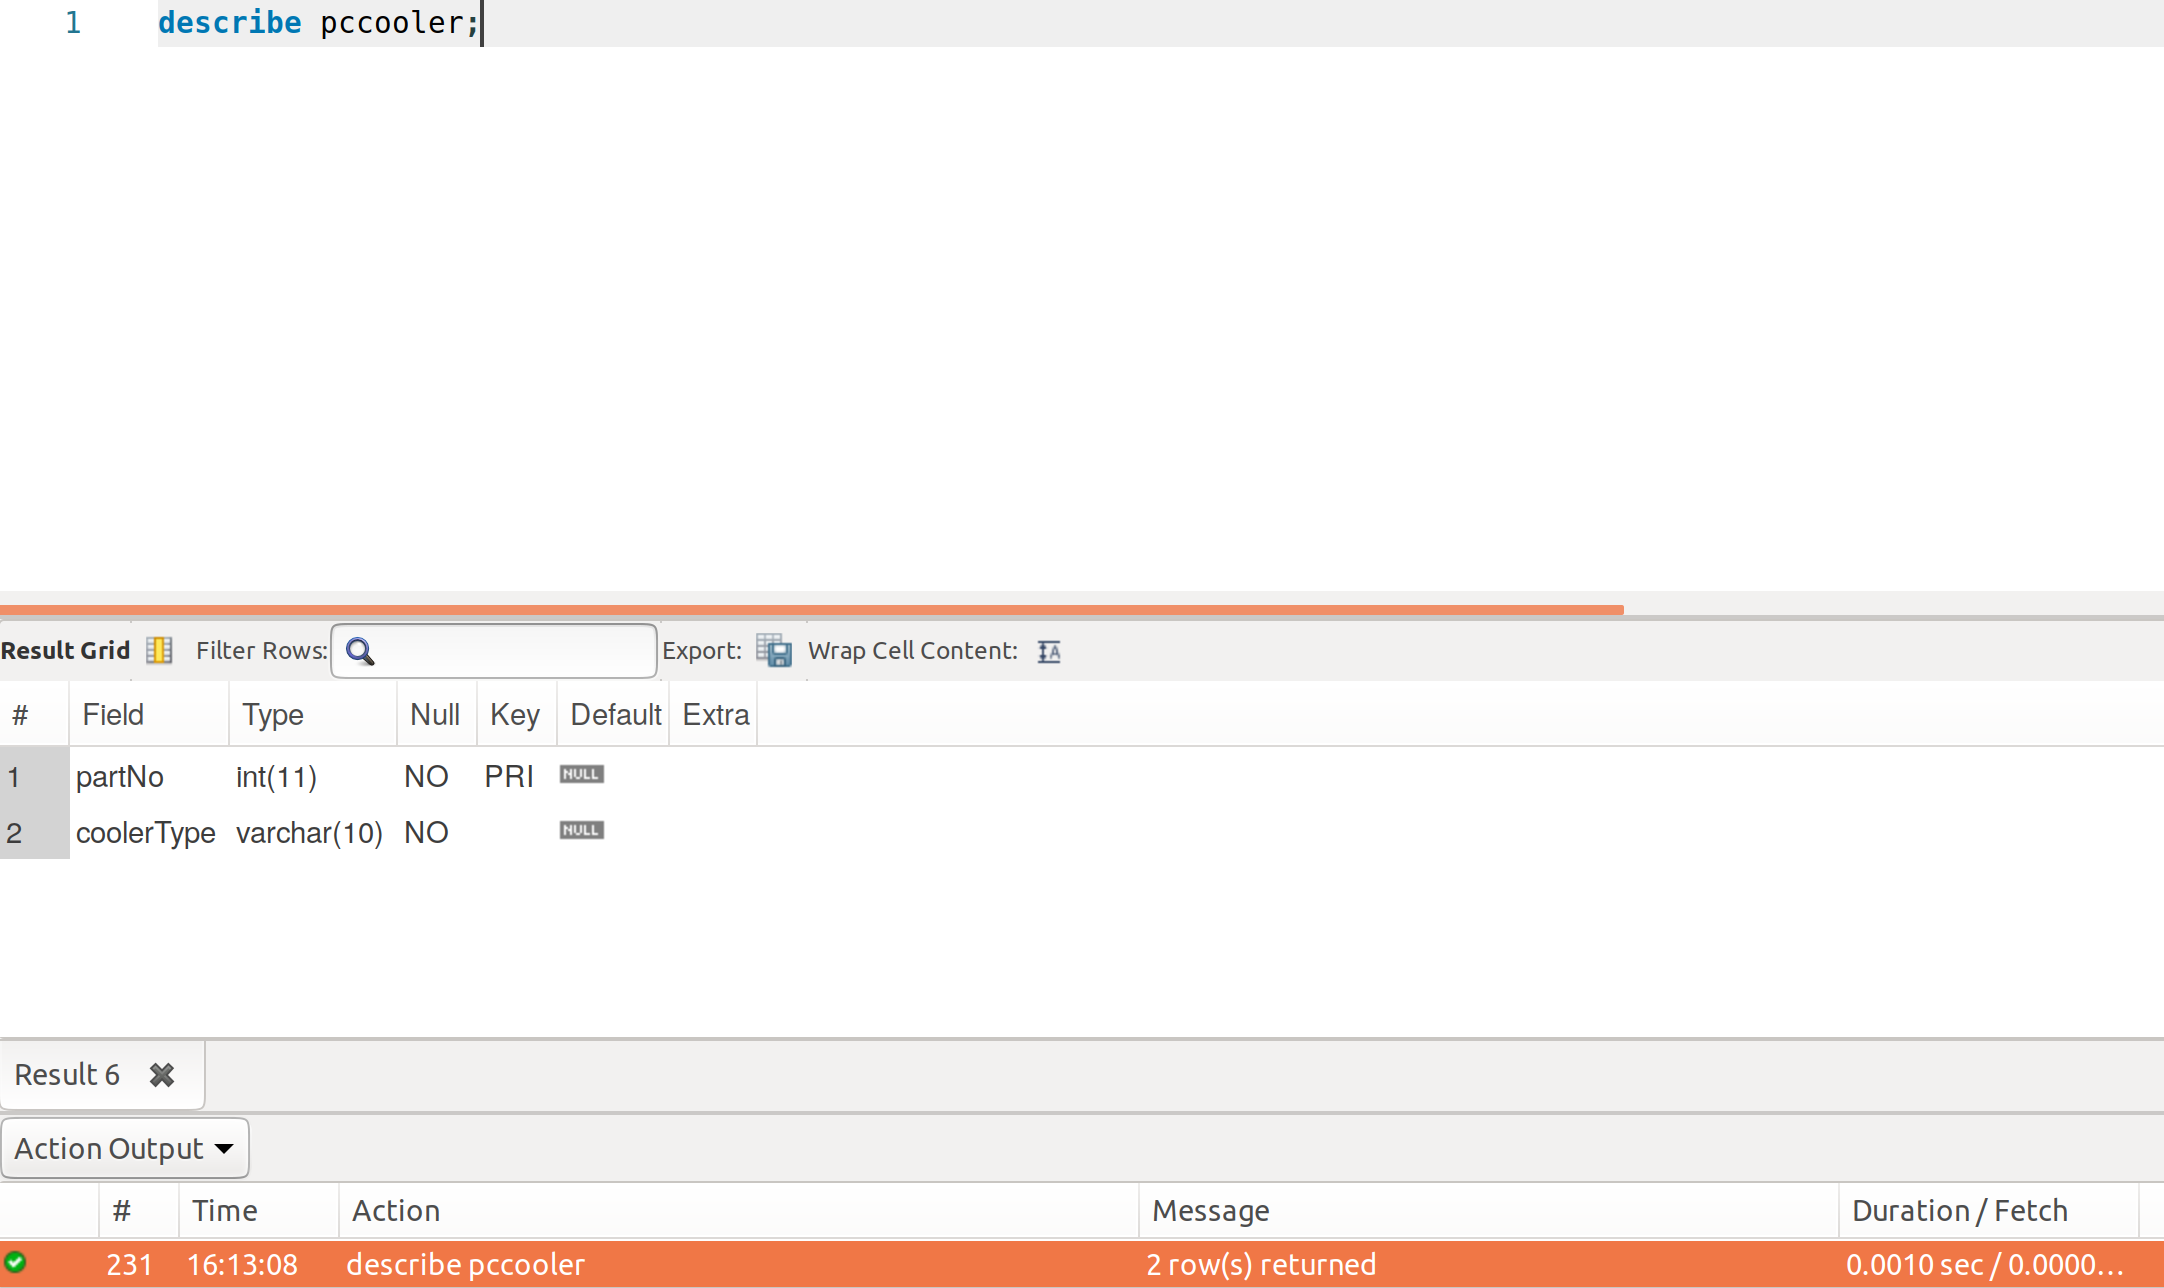 1 describe pccooler;
Result Grid Filter Rows: Export: Wrap Cell Content:
# Field Type Null Key Default Extra
1 partNo int(11) NO PRI NULL
2 coolerType varchar(10) NO NULL
Result 6
Action Output
# Time Action Message Duration / Fetch
231 16:13:08 describe pccooler 2 row(s) returned 0.0010 sec / 0.0000...